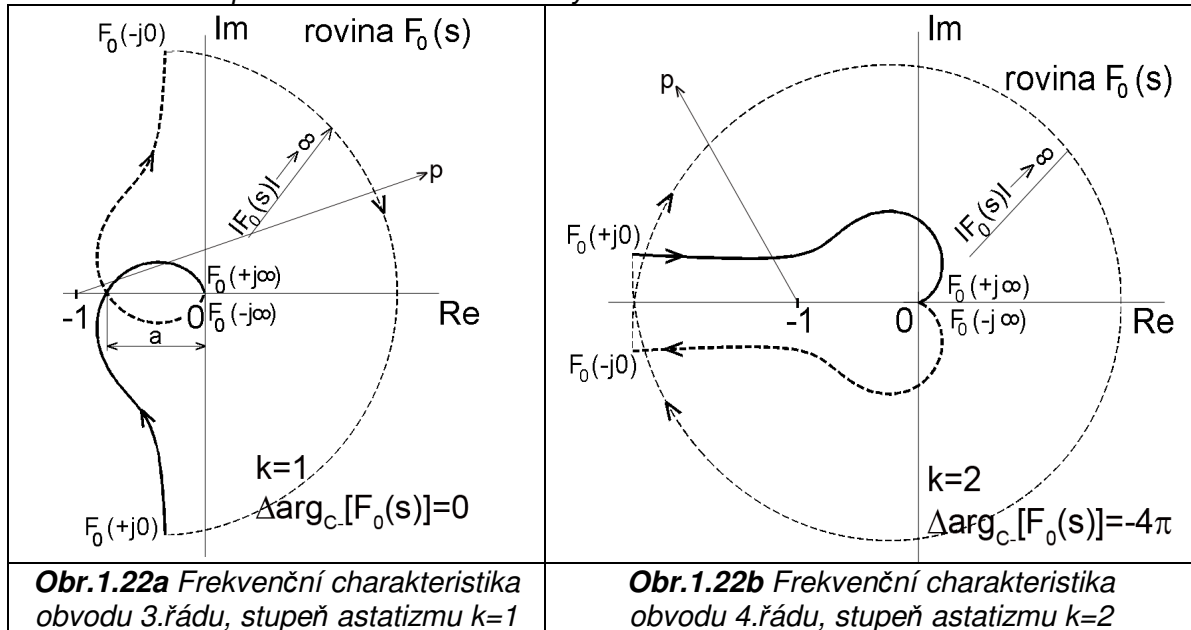 F₀(-j0)
Im
rovina F₀(s)
|F₀(s)|→∞
p
F₀(+j∞)
F₀(-j∞)
-1
0
Re
a
k=1
Δarg_C-[F₀(s)]=0
F₀(+j0)
Im
rovina F₀(s)
p
|F₀(s)|→∞
F₀(+j0)
F₀(+j∞)
F₀(-j∞)
-1
0
Re
F₀(-j0)
k=2
Δarg_C-[F₀(s)]=-4π
Obr.1.22a Frekvenční charakteristika
obvodu 3.řádu, stupeň astatizmu k=1
Obr.1.22b Frekvenční charakteristika
obvodu 4.řádu, stupeň astatizmu k=2